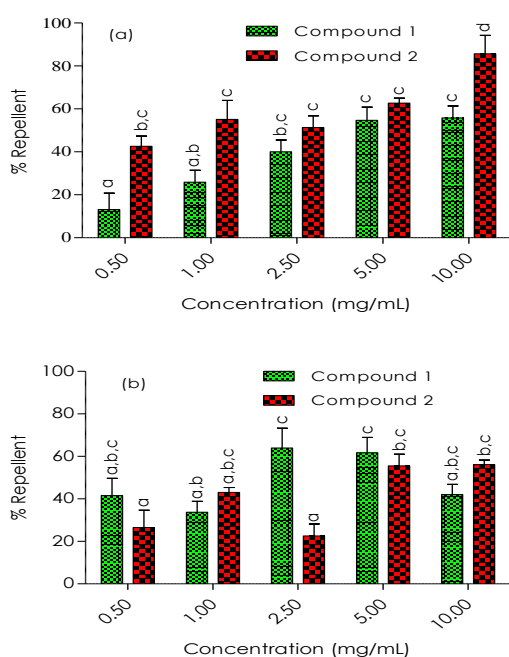 100
(a)
Compound 1
Compound 2
80
60
40
20
0
% Repellent
a
b,c
a,b
c
b,c
c
c
c
c
d
0.50
1.00
2.50
5.00
10.00
Concentration (mg/mL)
100
(b)
Compound 1
Compound 2
80
60
40
20
0
% Repellent
a,b,c
a
a,b
a,b,c
c
a
c
b,c
a,b,c
b,c
0.50
1.00
2.50
5.00
10.00
Concentration (mg/mL)